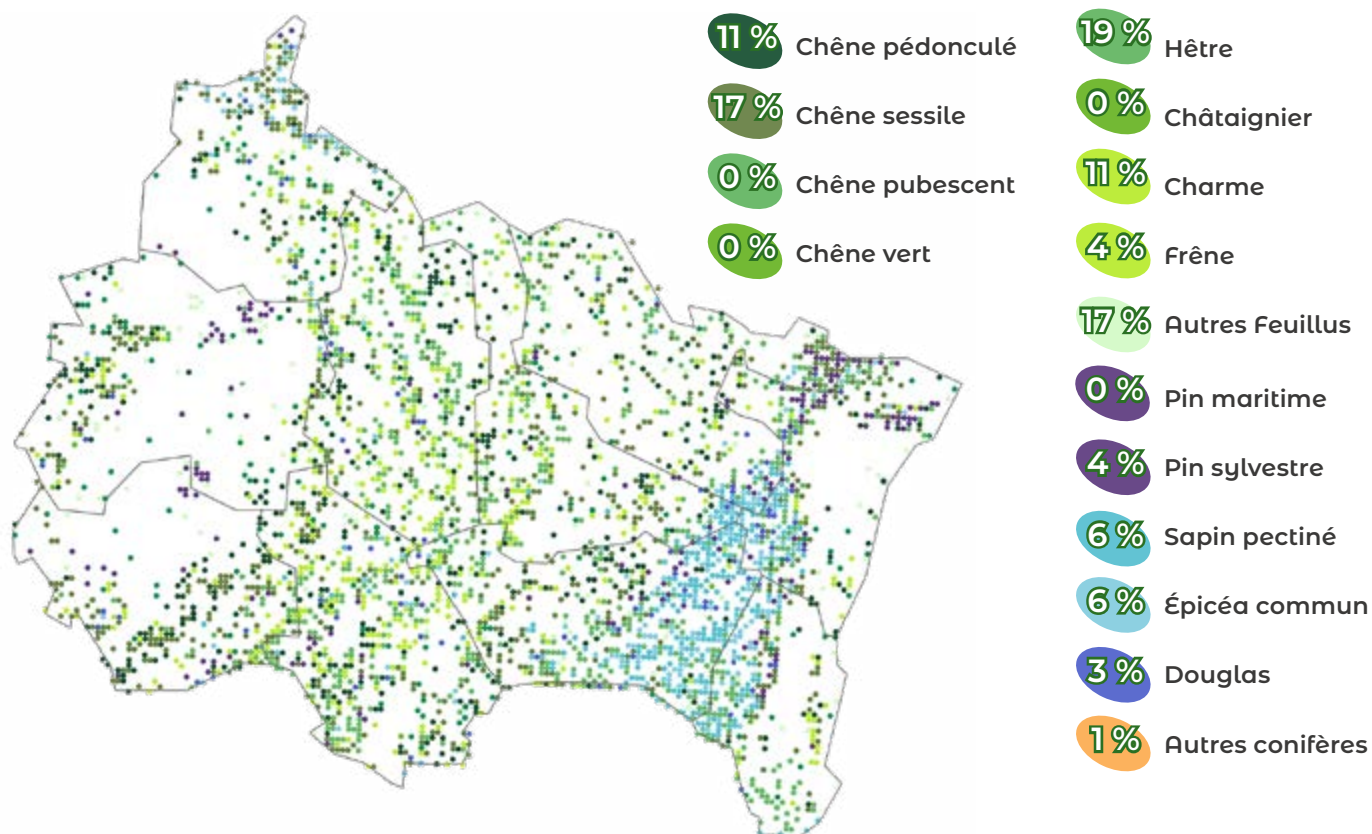 11 % Chêne pédonculé
17 % Chêne sessile
0 % Chêne pubescent
0 % Chêne vert
19 % Hêtre
0 % Châtaignier
11 % Charme
4 % Frêne
17 % Autres Feuillus
0 % Pin maritime
4 % Pin sylvestre
6 % Sapin pectiné
6 % Épicéa commun
3 % Douglas
1 % Autres conifères